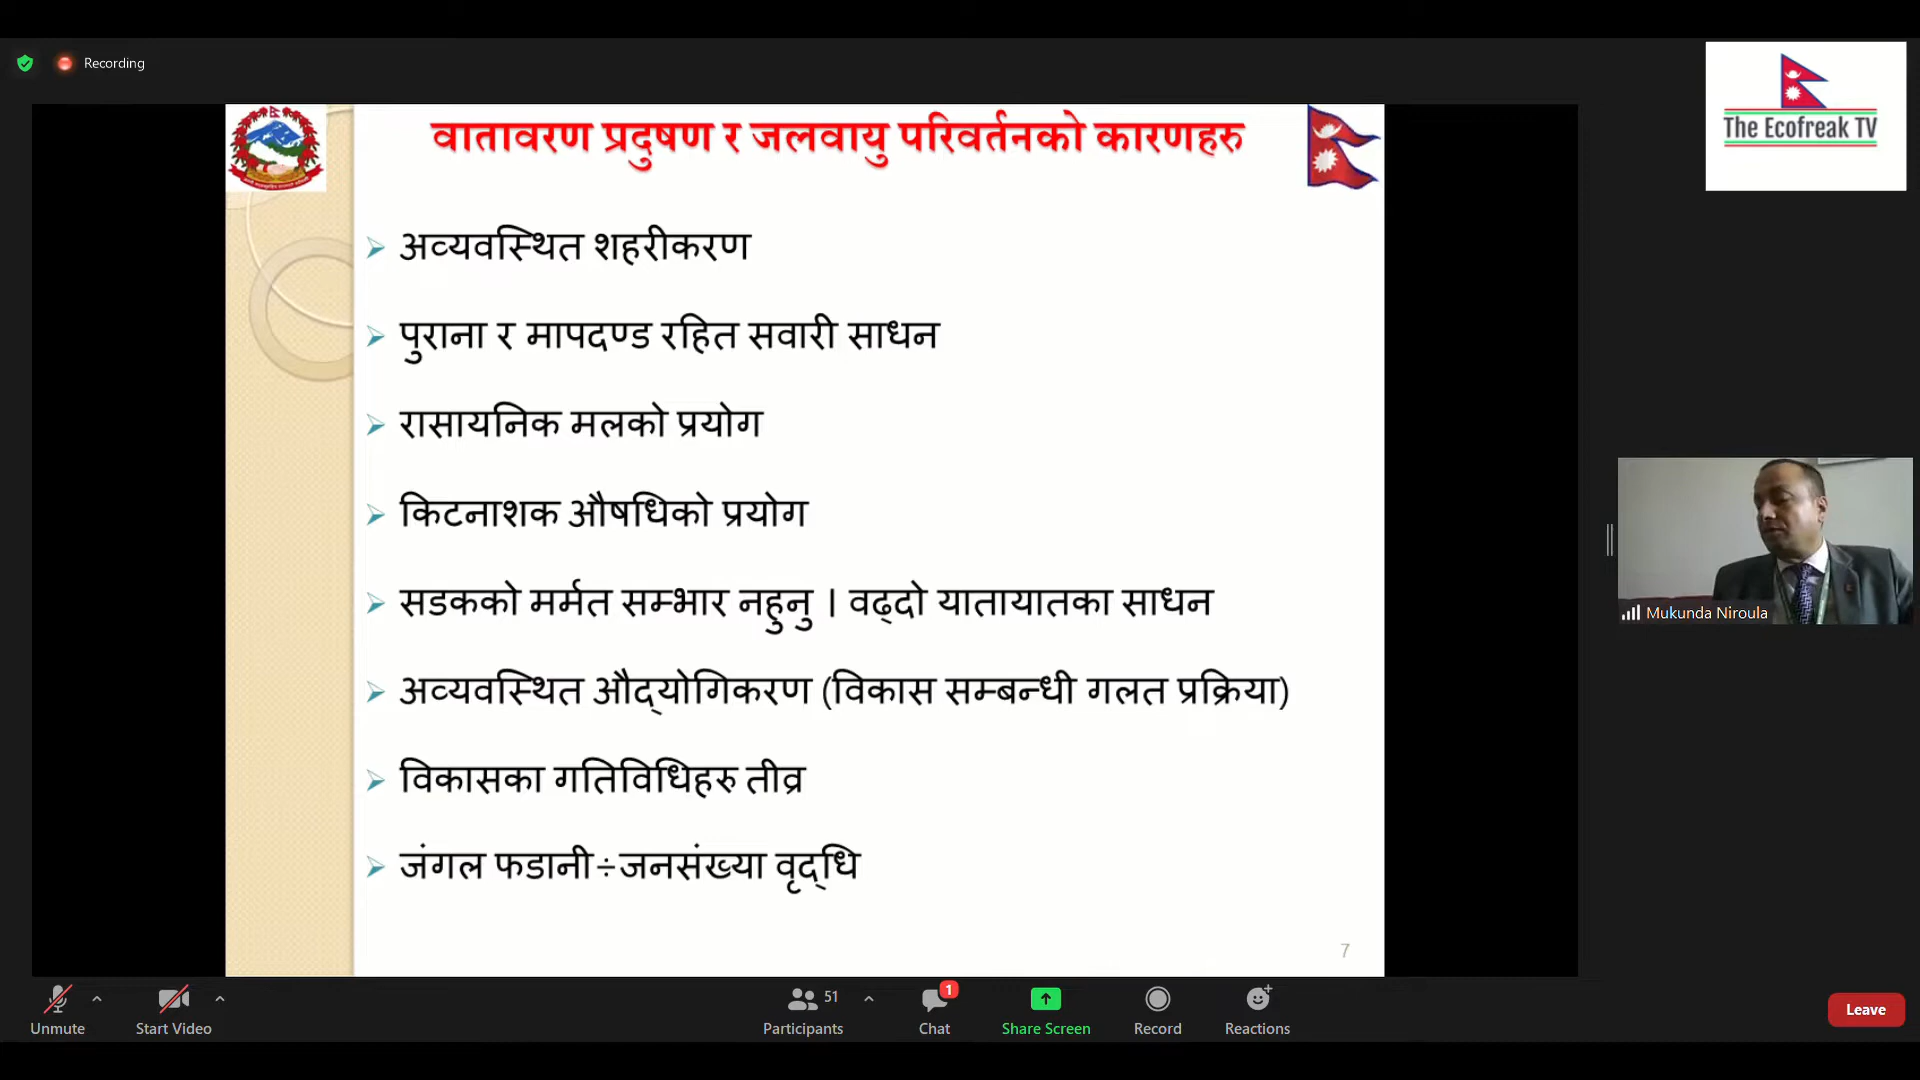 Recording
The Ecofreak TV
वातावरण प्रदुषण र जलवायु परिवर्तनको कारणहरु
अव्यवस्थित शहरीकरण
पुराना र मापदण्ड रहित सवारी साधन
रासायनिक मलको प्रयोग
किटनाशक औषधिको प्रयोग
सडकको मर्मत सम्भार नहुनु । वढ्दो यातायातका साधन
अव्यवस्थित औद्योगिकरण (विकास सम्बन्धी गलत प्रक्रिया)
विकासका गतिविधिहरु तीव्र
जंगल फडानी÷जनसंख्या वृद्धि
7
Mukunda Niroula
Unmute
Start Video
51
Participants
1
Chat
Share Screen
Record
Reactions
Leave